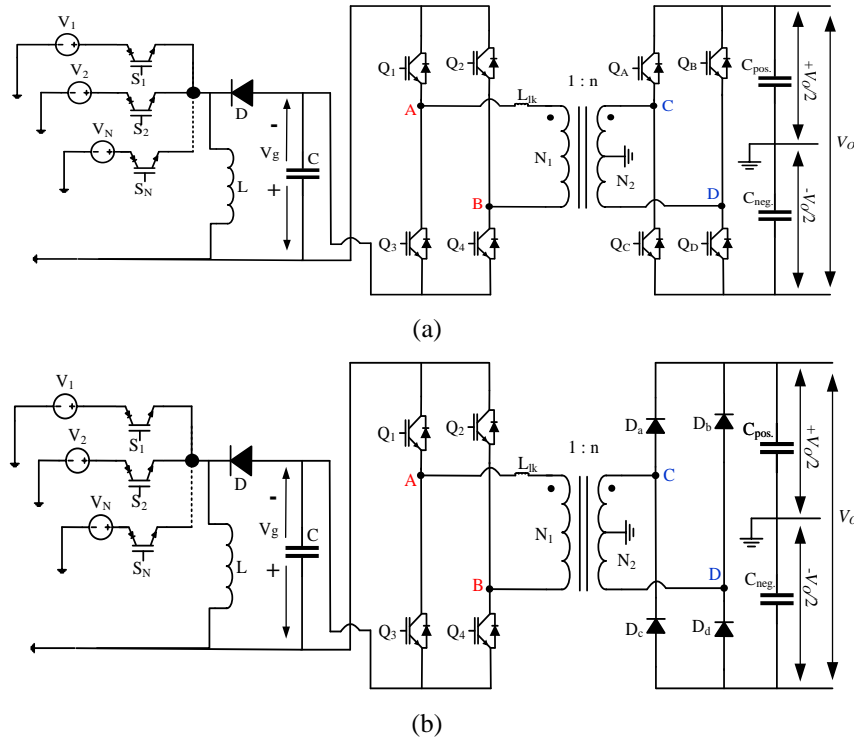 V1
S1
V2
S2
VN
SN
D
-
Vg
+
C
L
Q1
Q2
A
Llk
B
Q3
Q4
1 : n
N1
N2
QA
QB
C
D
QC
QD
Cpos.
Cneg.
+VO/2
-VO/2
VO
(a)
V1
S1
V2
S2
VN
SN
D
-
Vg
+
C
L
Q1
Q2
A
Llk
B
Q3
Q4
1 : n
N1
N2
Da
Db
C
D
Dc
Dd
Cpos.
Cneg.
+VO/2
-VO/2
(b)